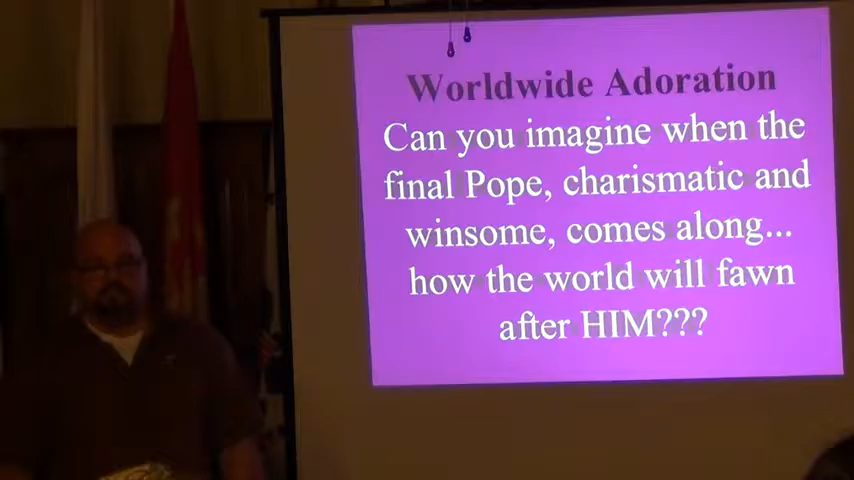 Worldwide Adoration
Can you imagine when the
final Pope, charismatic and
winsome, comes along...
how the world will fawn
after HIM???